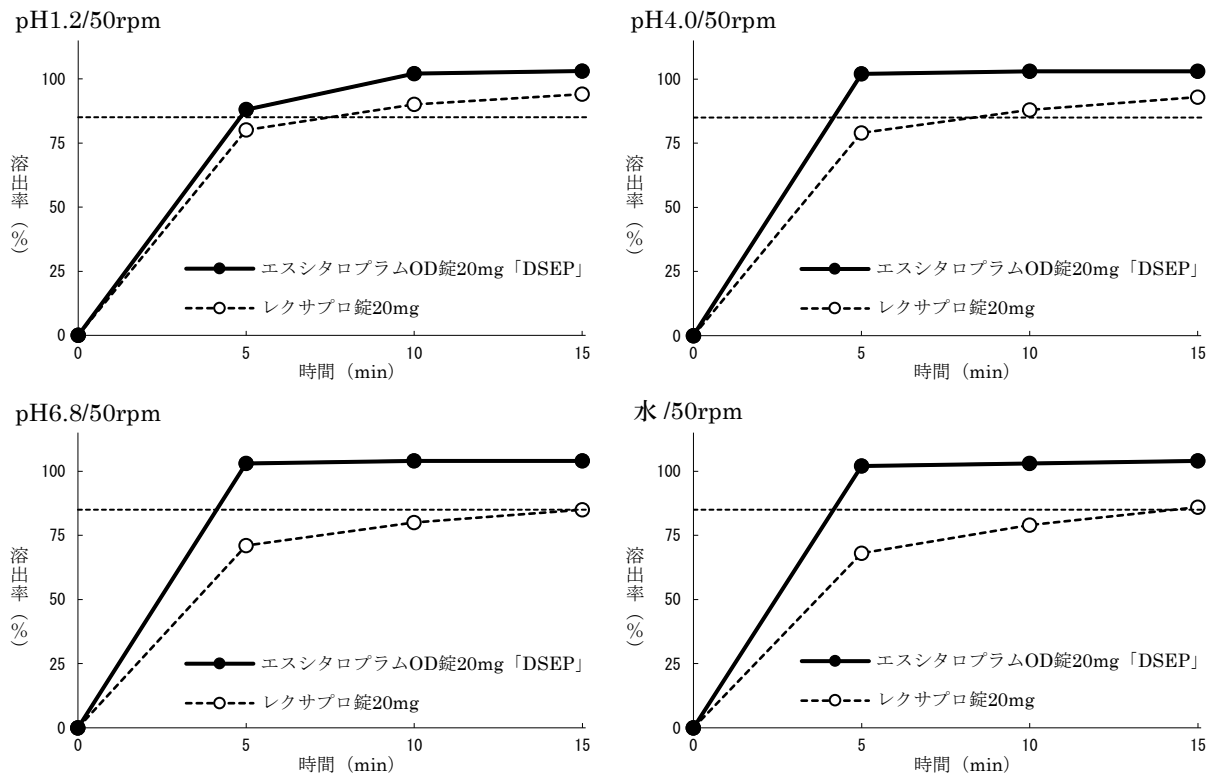 pH1.2/50rpm
100
75
50
25
0
溶出率(%)
エスシタロプラムOD錠20mg「DSEP」
レクサプロ錠20mg
0 5 10 15
時間(min)
pH4.0/50rpm
100
75
50
25
0
溶出率(%)
エスシタロプラムOD錠20mg「DSEP」
レクサプロ錠20mg
0 5 10 15
時間(min)
pH6.8/50rpm
100
75
50
25
0
溶出率(%)
エスシタロプラムOD錠20mg「DSEP」
レクサプロ錠20mg
0 5 10 15
時間(min)
水 /50rpm
100
75
50
25
0
溶出率(%)
エスシタロプラムOD錠20mg「DSEP」
レクサプロ錠20mg
0 5 10 15
時間(min)